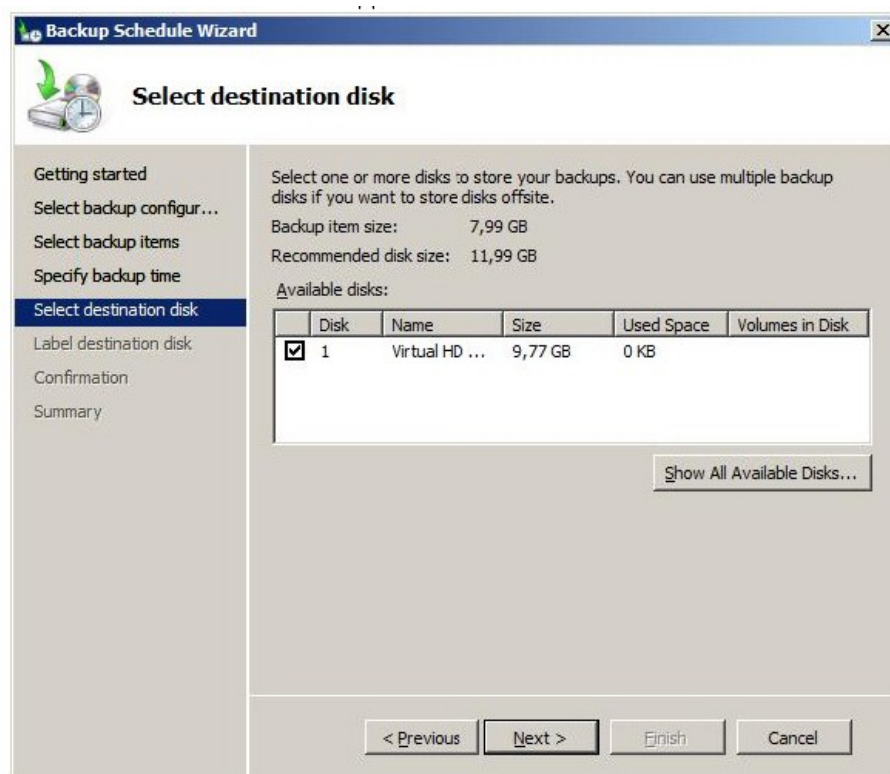 Backup Schedule Wizard
Select destination disk
Getting started
Select backup configur...
Select backup items
Specify backup time
Select destination disk
Label destination disk
Confirmation
Summary
Select one or more disks to store your backups. You can use multiple backup
disks if you want to store disks offsite.
Backup item size: 7,99 GB
Recommended disk size: 11,99 GB
Available disks:
Disk Name Size Used Space Volumes in Disk
1 Virtual HD ... 9,77 GB 0 KB
Show All Available Disks...
< Previous Next > Finish Cancel